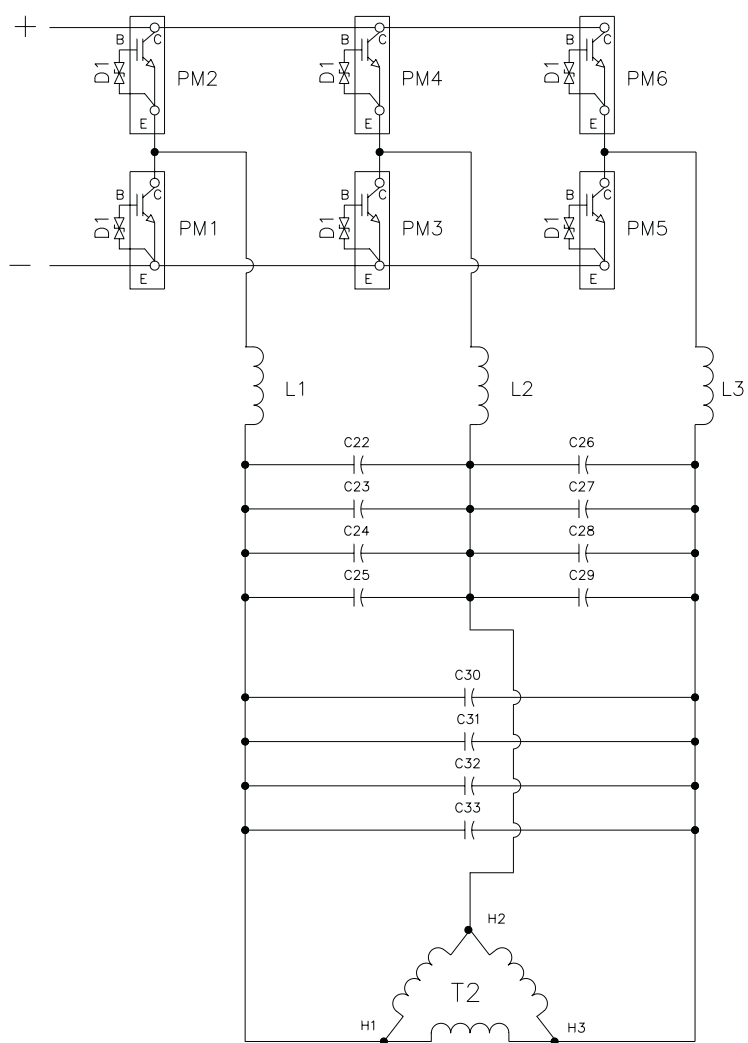 +
B C B C B C
D1 PM2 D1 PM4 D1 PM6
E E E
B C B C B C
D1 PM1 D1 PM3 D1 PM5
−
E E E
L1 L2 L3
C22 C26
C23 C27
C24 C28
C25 C29
C30
C31
C32
C33
H2
T2
H1 H3